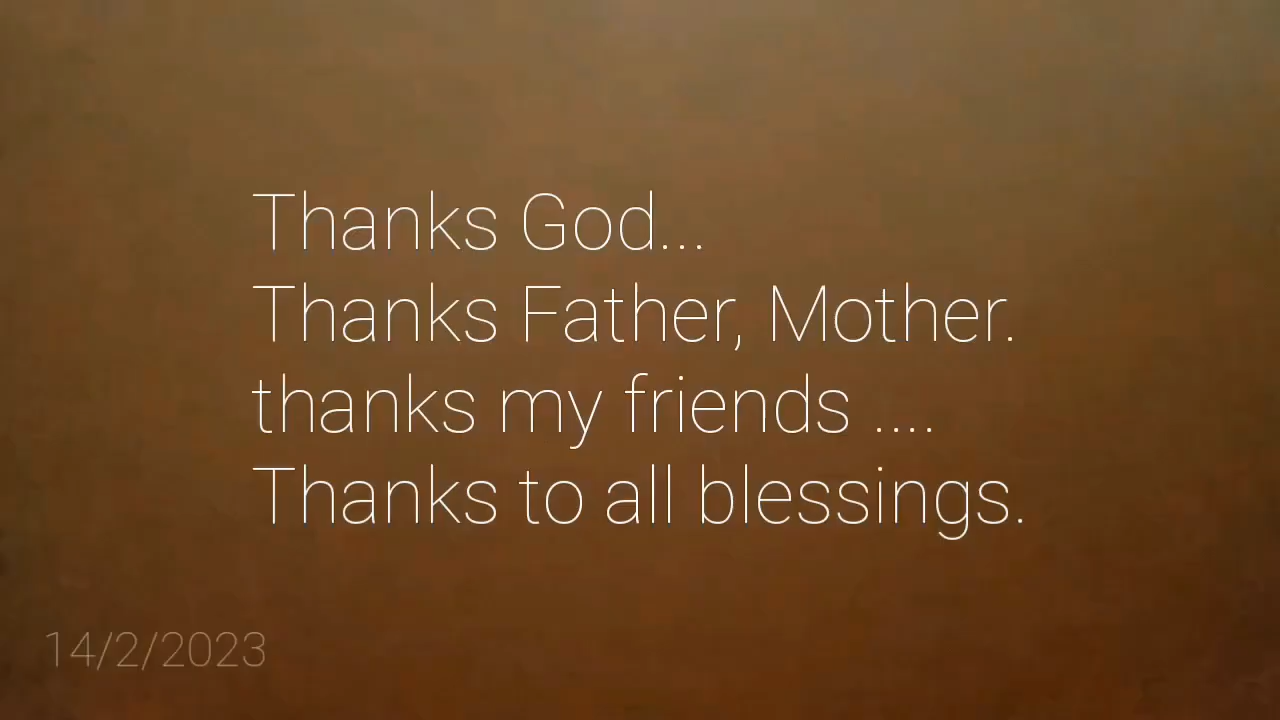 Thanks God...
Thanks Father, Mother.
thanks my friends ....
Thanks to all blessings.
14/2/2023